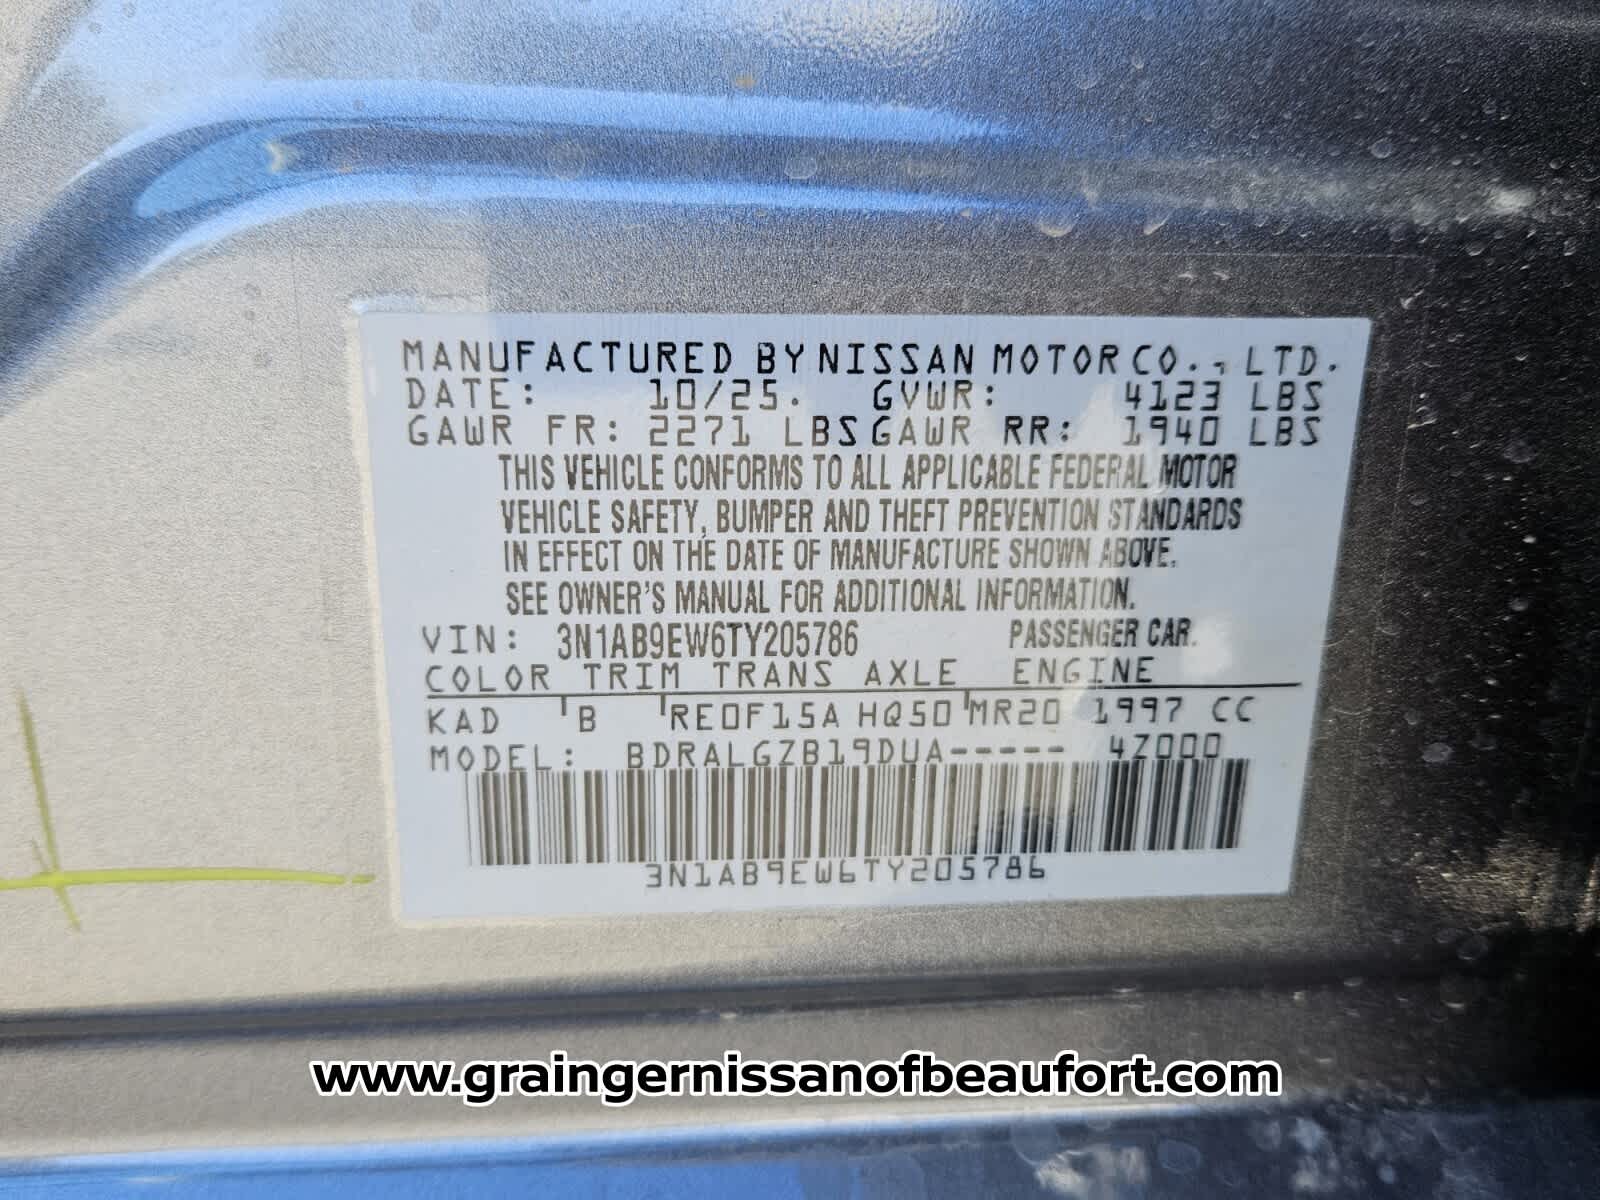 MANUFACTURED BY NISSAN MOTOR CO., LTD.
DATE: 10/25. GVWR: 4123 LBS
GAWR FR: 2271 LBS GAWR RR: 1940 LBS
THIS VEHICLE CONFORMS TO ALL APPLICABLE FEDERAL MOTOR
VEHICLE SAFETY, BUMPER AND THEFT PREVENTION STANDARDS
IN EFFECT ON THE DATE OF MANUFACTURE SHOWN ABOVE.
SEE OWNER'S MANUAL FOR ADDITIONAL INFORMATION.
VIN: 3N1AB9EW6TY205786 PASSENGER CAR.
COLOR TRIM TRANS AXLE ENGINE
KAD B RE0F15A HQ50 MR20 1997 CC
MODEL: BDRALGZB19DUA----- 4Z000
3N1AB9EW6TY205786
www.graingernissanofbeaufort.com